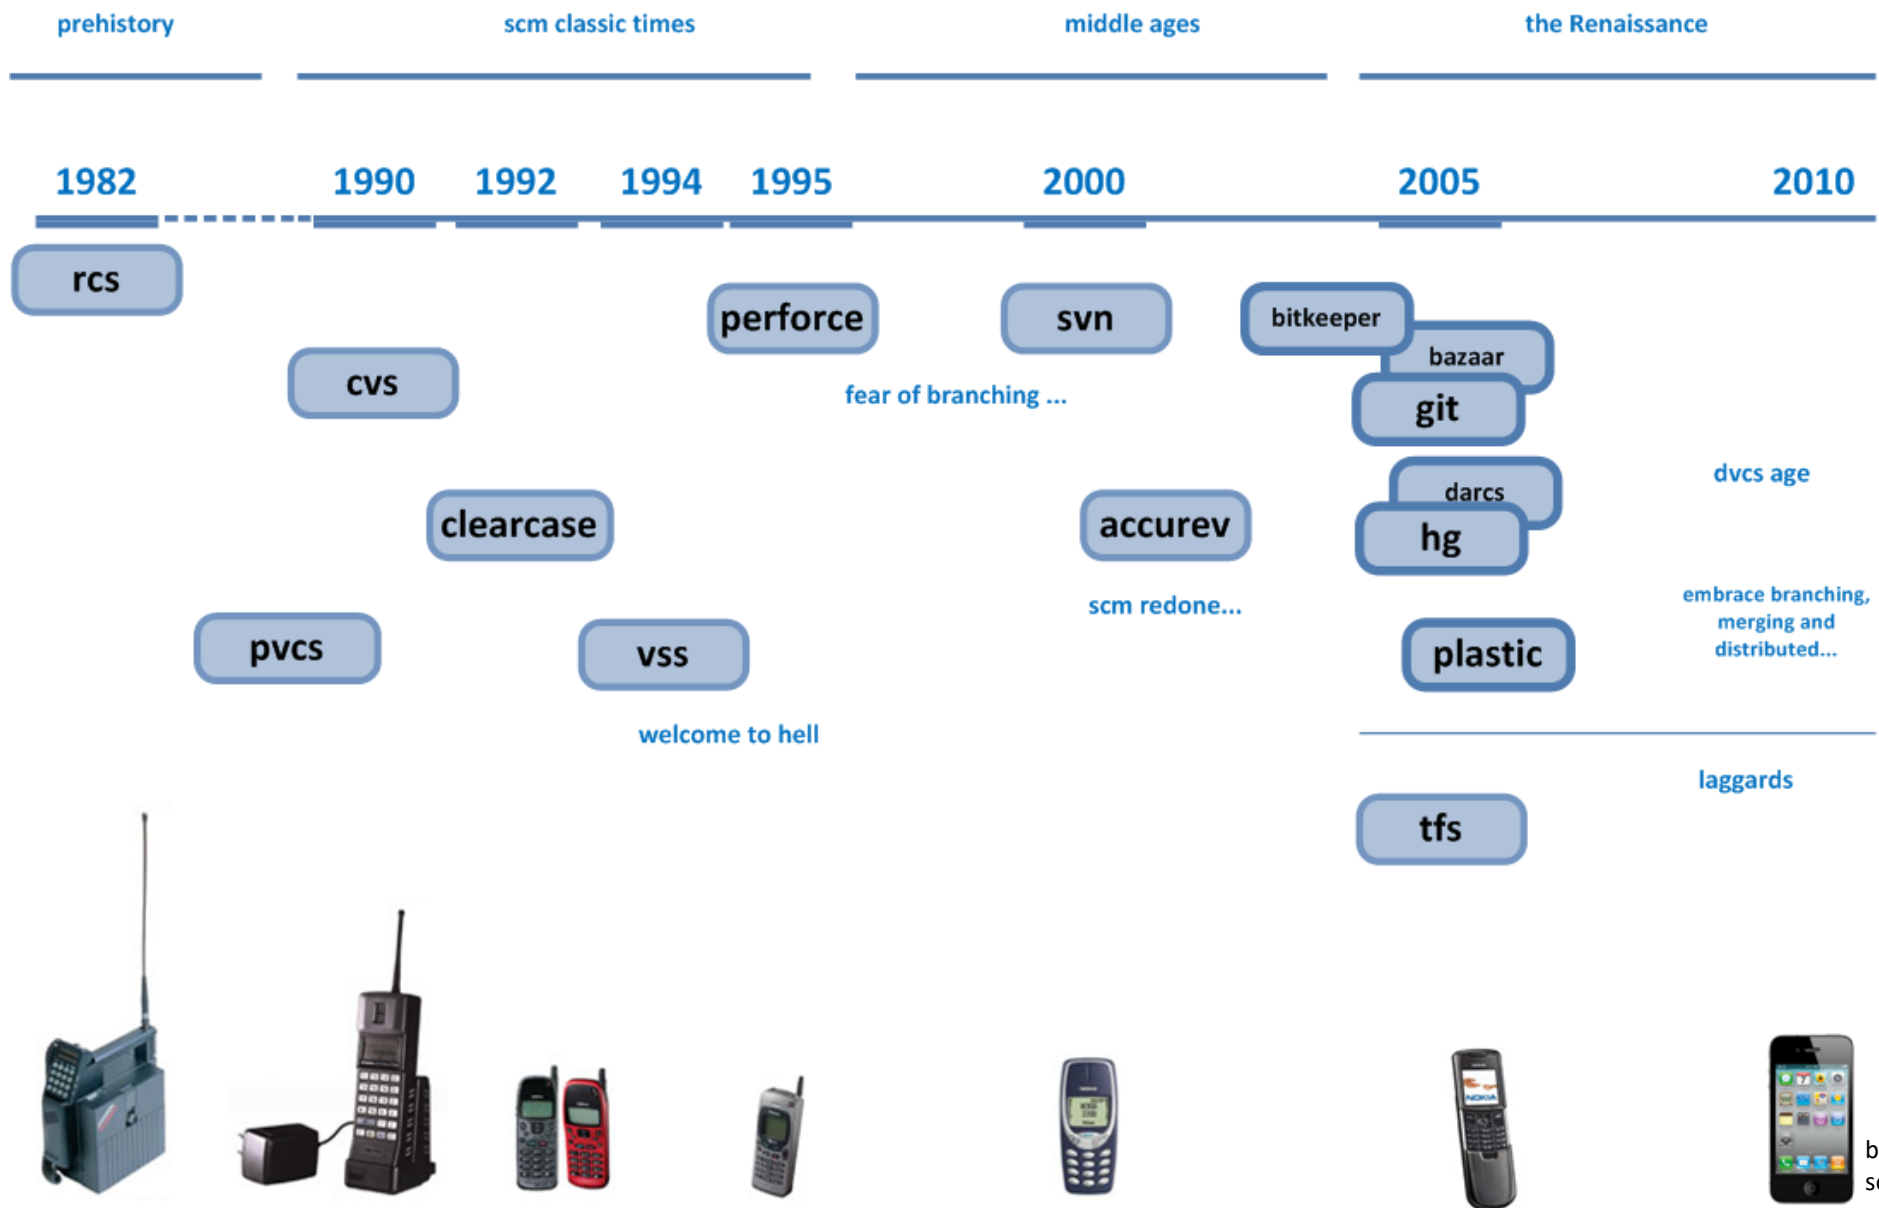 prehistory
scm classic times
middle ages
the Renaissance
1982
1990
1992
1994
1995
2000
2005
2010
rcs
perforce
svn
bitkeeper
bazaar
cvs
fear of branching ...
git
dvcs age
darcs
clearcase
accurev
hg
scm redone...
embrace branching,
merging and
distributed...
pvcs
vss
plastic
welcome to hell
laggards
tfs
NOKIA